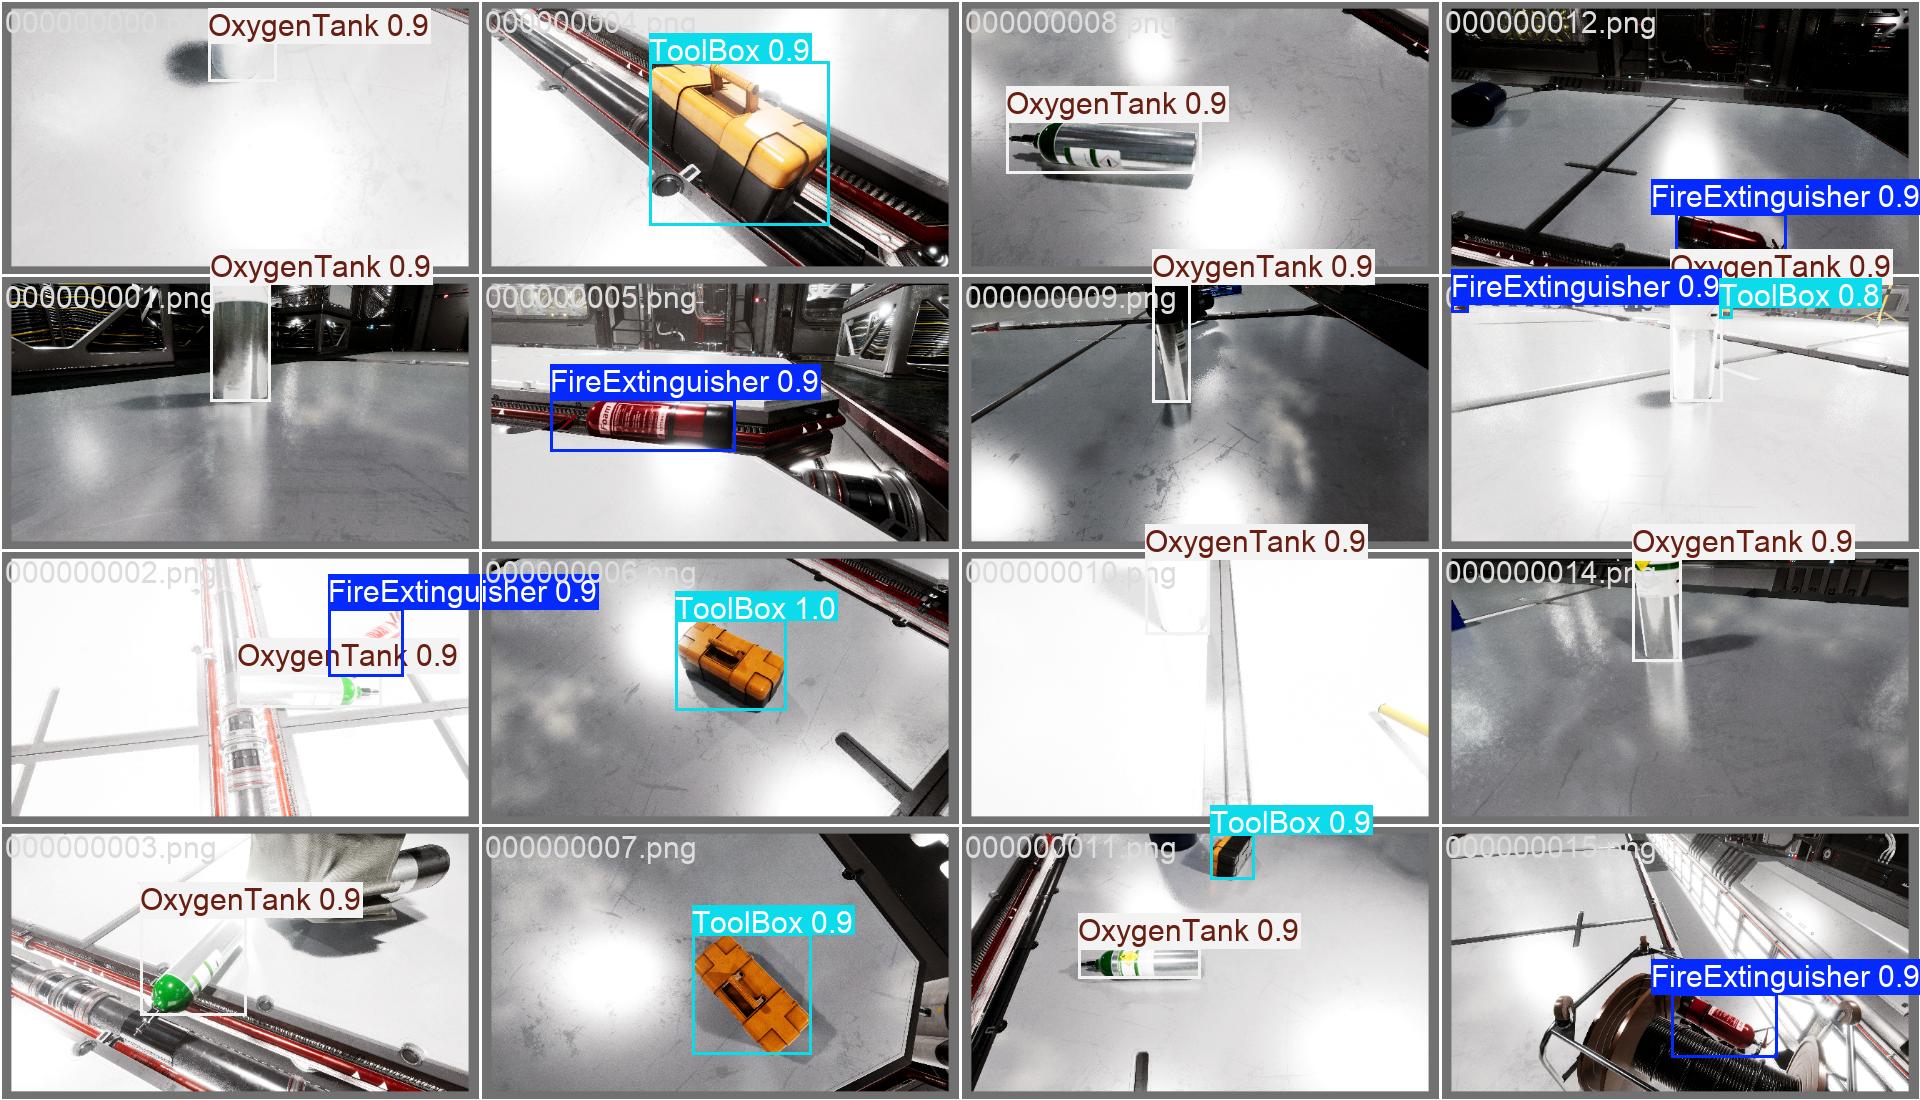 OxygenTank 0.9
000000004.png
ToolBox 0.9
000000008.png
OxygenTank 0.9
000000012.png
FireExtinguisher 0.9
000000001.png
OxygenTank 0.9
000000005.png
FireExtinguisher 0.9
Foam
000000009.png
OxygenTank 0.9
OxygenTank 0.9
FireExtinguisher 0.9
ToolBox 0.8
000000002.png
FireExtinguisher 0.9
OxygenTank 0.9
000000006.png
ToolBox 1.0
000000010.png
OxygenTank 0.9
000000014.png
OxygenTank 0.9
000000003.png
OxygenTank 0.9
000000007.png
ToolBox 0.9
000000011.png
ToolBox 0.9
OxygenTank 0.9
000000015.png
FireExtinguisher 0.9